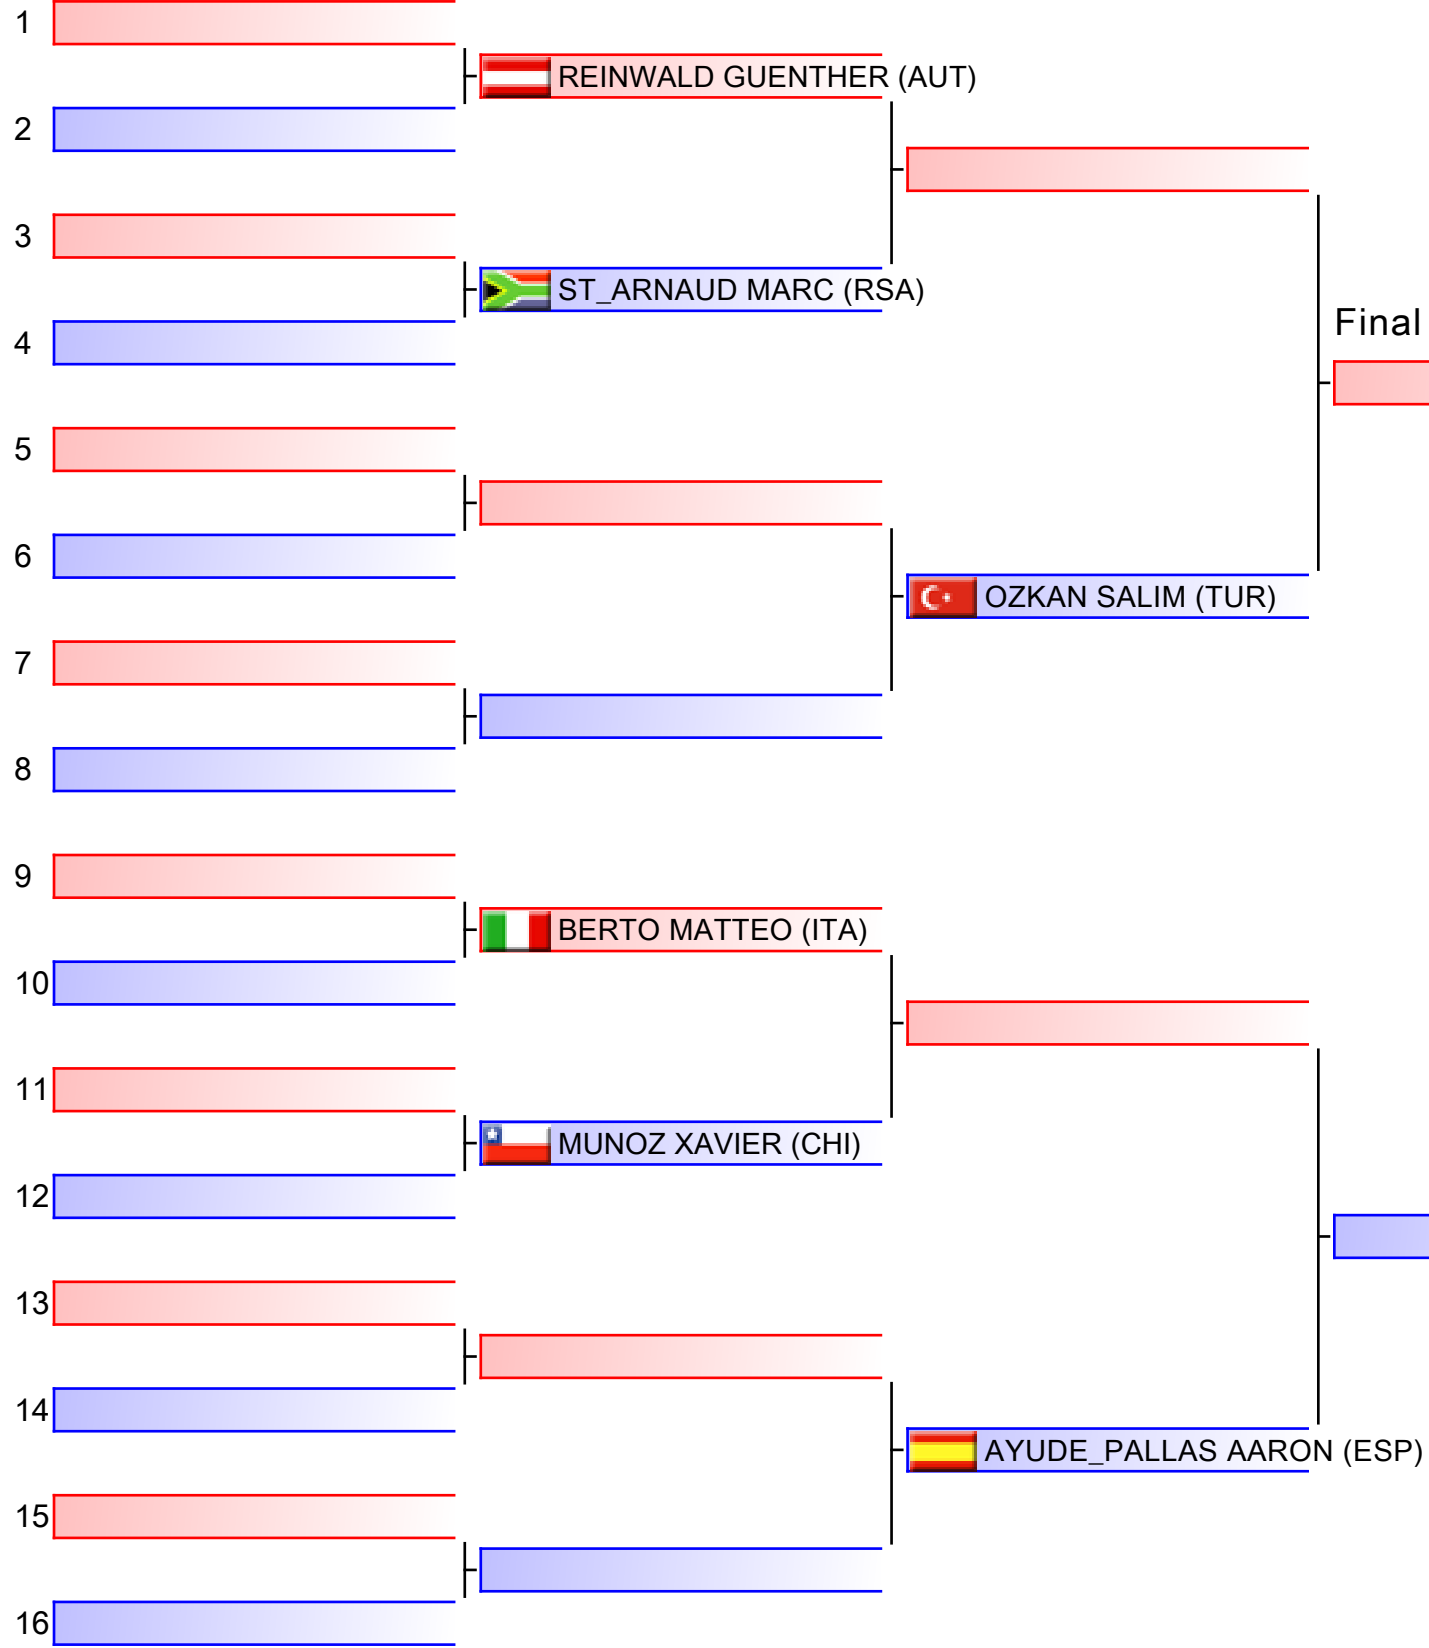 1
REINWALD GUENTHER (AUT)
2
3
ST_ARNAUD MARC (RSA)
Final
4
5
6
OZKAN SALIM (TUR)
7
8
9
BERTO MATTEO (ITA)
10
11
MUNOZ XAVIER (CHI)
12
13
14
AYUDE_PALLAS AARON (ESP)
15
16